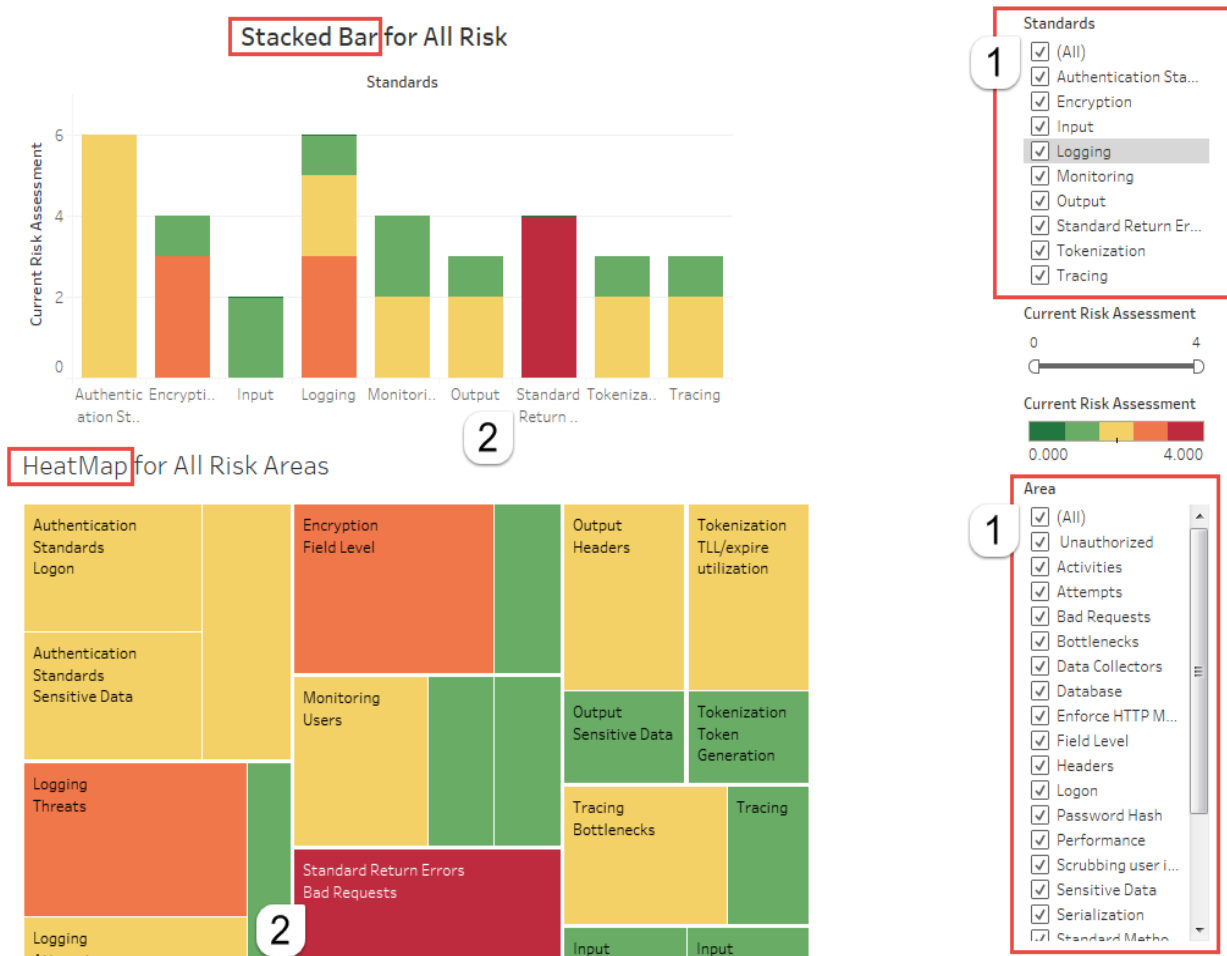 Stacked Bar for All Risk
Standards
Current Risk Assessment
6
4
2
0
Authentic
ation St..
Encrypti..
Input
Logging
Monitori..
Output
Standard
Return ..
Tokeniza..
Tracing
2
HeatMap for All Risk Areas
Authentication
Standards
Logon
Authentication
Standards
Sensitive Data
Logging
Threats
Logging
Encryption
Field Level
Monitoring
Users
Standard Return Errors
Bad Requests
2
Output
Headers
Tokenization
TLL/expire
utilization
Output
Sensitive Data
Tokenization
Token
Generation
Tracing
Bottlenecks
Tracing
Input
Input
Standards
1
(All)
Authentication Sta...
Encryption
Input
Logging
Monitoring
Output
Standard Return Er...
Tokenization
Tracing
Current Risk Assessment
0 4
Current Risk Assessment
0.000 4.000
Area
1
(All)
Unauthorized
Activities
Attempts
Bad Requests
Bottlenecks
Data Collectors
Database
Enforce HTTP M...
Field Level
Headers
Logon
Password Hash
Performance
Scrubbing user i...
Sensitive Data
Serialization
Standard Metho